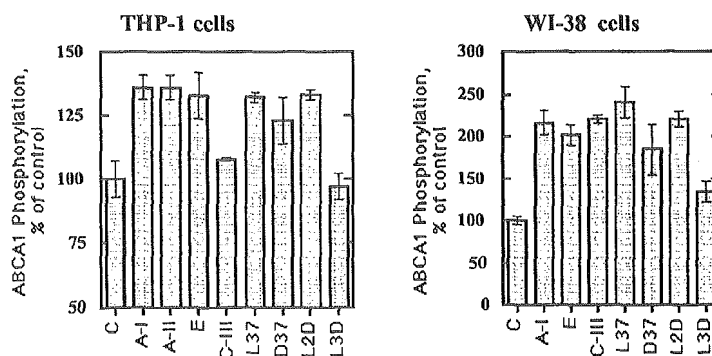 THP-1 cells
WI-38 cells
ABCA1 Phosphorylation,
% of control
150
125
100
75
50
C
A-I
A-II
E
C-III
L37
D37
L2D
L3D
ABCA1 Phosphorylation,
% of control
300
250
200
150
100
50
0
C
A-I
E
C-III
L37
D37
L2D
L3D